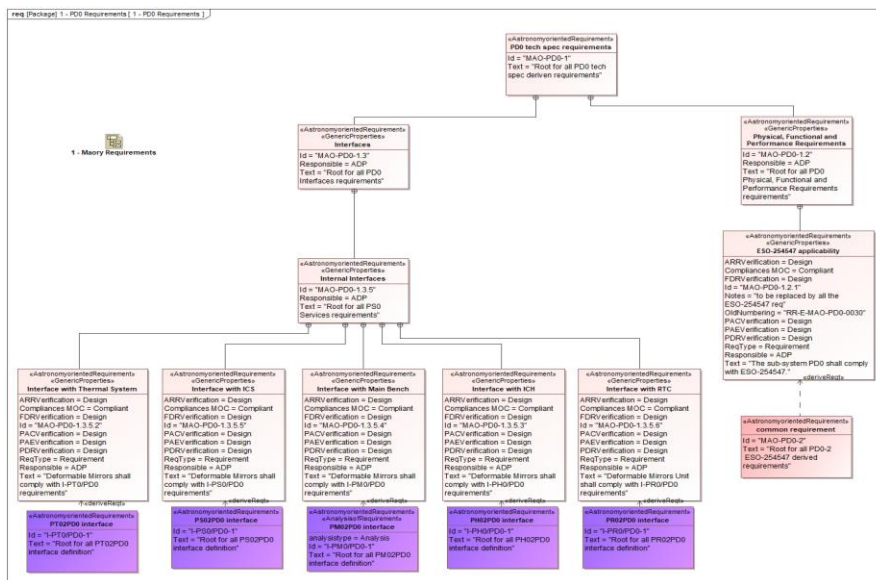 req [Package] 1 - PD0 Requirements [ 1 - PD0 Requirements ]
«AstronomyorientedRequirement»
PD0 tech spec requirements
Id = "MAO-PD0-1"
Text = "Root for all PD0 tech
spec deriven requirements"
1 - Maory Requirements
«AstronomyorientedRequirement»
«GenericProperties»
Interfaces
Id = "MAO-PD0-1.3"
Responsible = ADP
Text = "Root for all PD0
Interfaces requirements"
«AstronomyorientedRequirement»
«GenericProperties»
Physical, Functional and
Performance Requirements
Id = "MAO-PD0-1.2"
Responsible = ADP
Text = "Root for all PD0
Physical, Functional and
Performance Requirements
requirements"
«AstronomyorientedRequirement»
«GenericProperties»
Internal Interfaces
Id = "MAO-PD0-1.3.5"
Responsible = ADP
Text = "Root for all PS0
Services requirements"
«AstronomyorientedRequirement»
«GenericProperties»
ESO-254547 applicability
ARRVerification = Design
Compliances MOC = Compliant
FDRVerification = Design
Id = "MAO-PD0-1.2.1"
Notes = "to be replaced by all the
ESO-254547 req"
OldNumbering = "RR-E-MAO-PD0-0030"
PACVerification = Design
PAEVerification = Design
PDRVerification = Design
ReqType = Requirement
Responsible = ADP
Text = "The sub-system PD0 shall comply
with ESO-254547."
«deriveReqt»
«AstronomyorientedRequirement»
common requirement
Id = "MAO-PD0-2"
Text = "Root for all PD0-2
ESO-254547 derived
requirements"
«AstronomyorientedRequirement»
«GenericProperties»
Interface with Thermal System
ARRVerification = Design
Compliances MOC = Compliant
FDRVerification = Design
Id = "MAO-PD0-1.3.5.2"
PACVerification = Design
PAEVerification = Design
PDRVerification = Design
ReqType = Requirement
Responsible = ADP
Text = "Deformable Mirrors shall
comply with I-PT0/PD0
requirements"
«deriveReqt»
«AstronomyorientedRequirement»
PT02PD0 interface
Id = "I-PT0/PD0-1"
Text = "Root for all PT02PD0
interface definition"
«AstronomyorientedRequirement»
«GenericProperties»
Interface with ICS
ARRVerification = Design
Compliances MOC = Compliant
FDRVerification = Design
Id = "MAO-PD0-1.3.5.5"
PACVerification = Design
PAEVerification = Design
PDRVerification = Design
ReqType = Requirement
Responsible = ADP
Text = "Deformable Mirrors shall
comply with I-PS0/PD0
requirements"
«deriveReqt»
«AstronomyorientedRequirement»
PS02PD0 interface
Id = "I-PS0/PD0-1"
Text = "Root for all PS02PD0
interface definition"
«AstronomyorientedRequirement»
«GenericProperties»
Interface with Main Bench
ARRVerification = Design
Compliances MOC = Compliant
FDRVerification = Design
Id = "MAO-PD0-1.3.5.4"
PACVerification = Design
PAEVerification = Design
PDRVerification = Design
ReqType = Requirement
Responsible = ADP
Text = "Deformable Mirrors shall
comply with I-PM0/PD0
requirements"
«deriveReqt»
«AstronomyorientedRequirement»
«AnalysisforRequirement»
PM02PD0 interface
analysistype = Analysis
Id = "I-PM0/PD0-1"
Text = "Root for all PM02PD0
interface definition"
«AstronomyorientedRequirement»
«GenericProperties»
Interface with ICH
ARRVerification = Design
Compliances MOC = Compliant
FDRVerification = Design
Id = "MAO-PD0-1.3.5.3"
PACVerification = Design
PAEVerification = Design
PDRVerification = Design
ReqType = Requirement
Responsible = ADP
Text = "Deformable Mirrors shall
comply with I-PH0/PD0
requirements"
«deriveReqt»
«AstronomyorientedRequirement»
PH02PD0 interface
Id = "I-PH0/PD0-1"
Text = "Root for all PH02PD0
interface definition"
«AstronomyorientedRequirement»
«GenericProperties»
Interface with RTC
ARRVerification = Design
Compliances MOC = Compliant
FDRVerification = Design
Id = "MAO-PD0-1.3.5.6"
PACVerification = Design
PAEVerification = Design
PDRVerification = Design
ReqType = Requirement
Responsible = ADP
Text = "Deformable Mirrors Unit
shall comply with I-PR0/PD0
requirements"
«deriveReqt»
«AstronomyorientedRequirement»
PR02PD0 interface
Id = "I-PR0/PD0-1"
Text = "Root for all PR02PD0
interface definition"